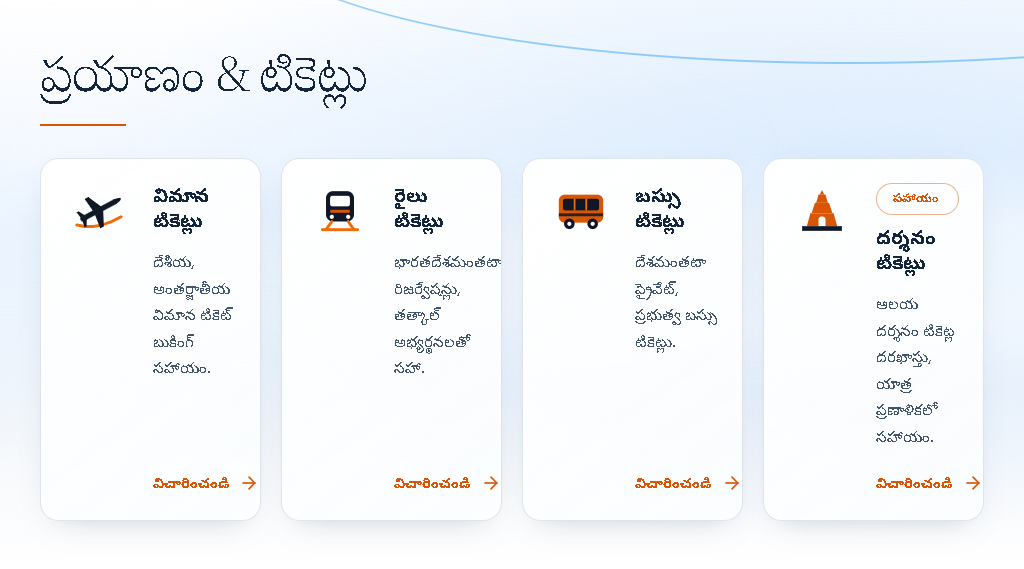 ప్రయాణం & టికెట్లు
విమాన
టికెట్లు
దేశీయ,
అంతర్జాతీయ
విమాన టికెట్
బుకింగ్
సహాయం.
విచారించండి
రైలు
టికెట్లు
భారతదేశమంతటా
రిజర్వేషన్లు,
తత్కాల్
అభ్యర్థనలతో
సహా.
విచారించండి
బస్సు
టికెట్లు
దేశమంతటా
ప్రైవేట్,
ప్రభుత్వ బస్సు
టికెట్లు.
విచారించండి
సహాయం
దర్శనం
టికెట్లు
ఆలయ
దర్శనం టికెట్ల
దరఖాస్తు,
యాత్ర
ప్రణాళికలో
సహాయం.
విచారించండి